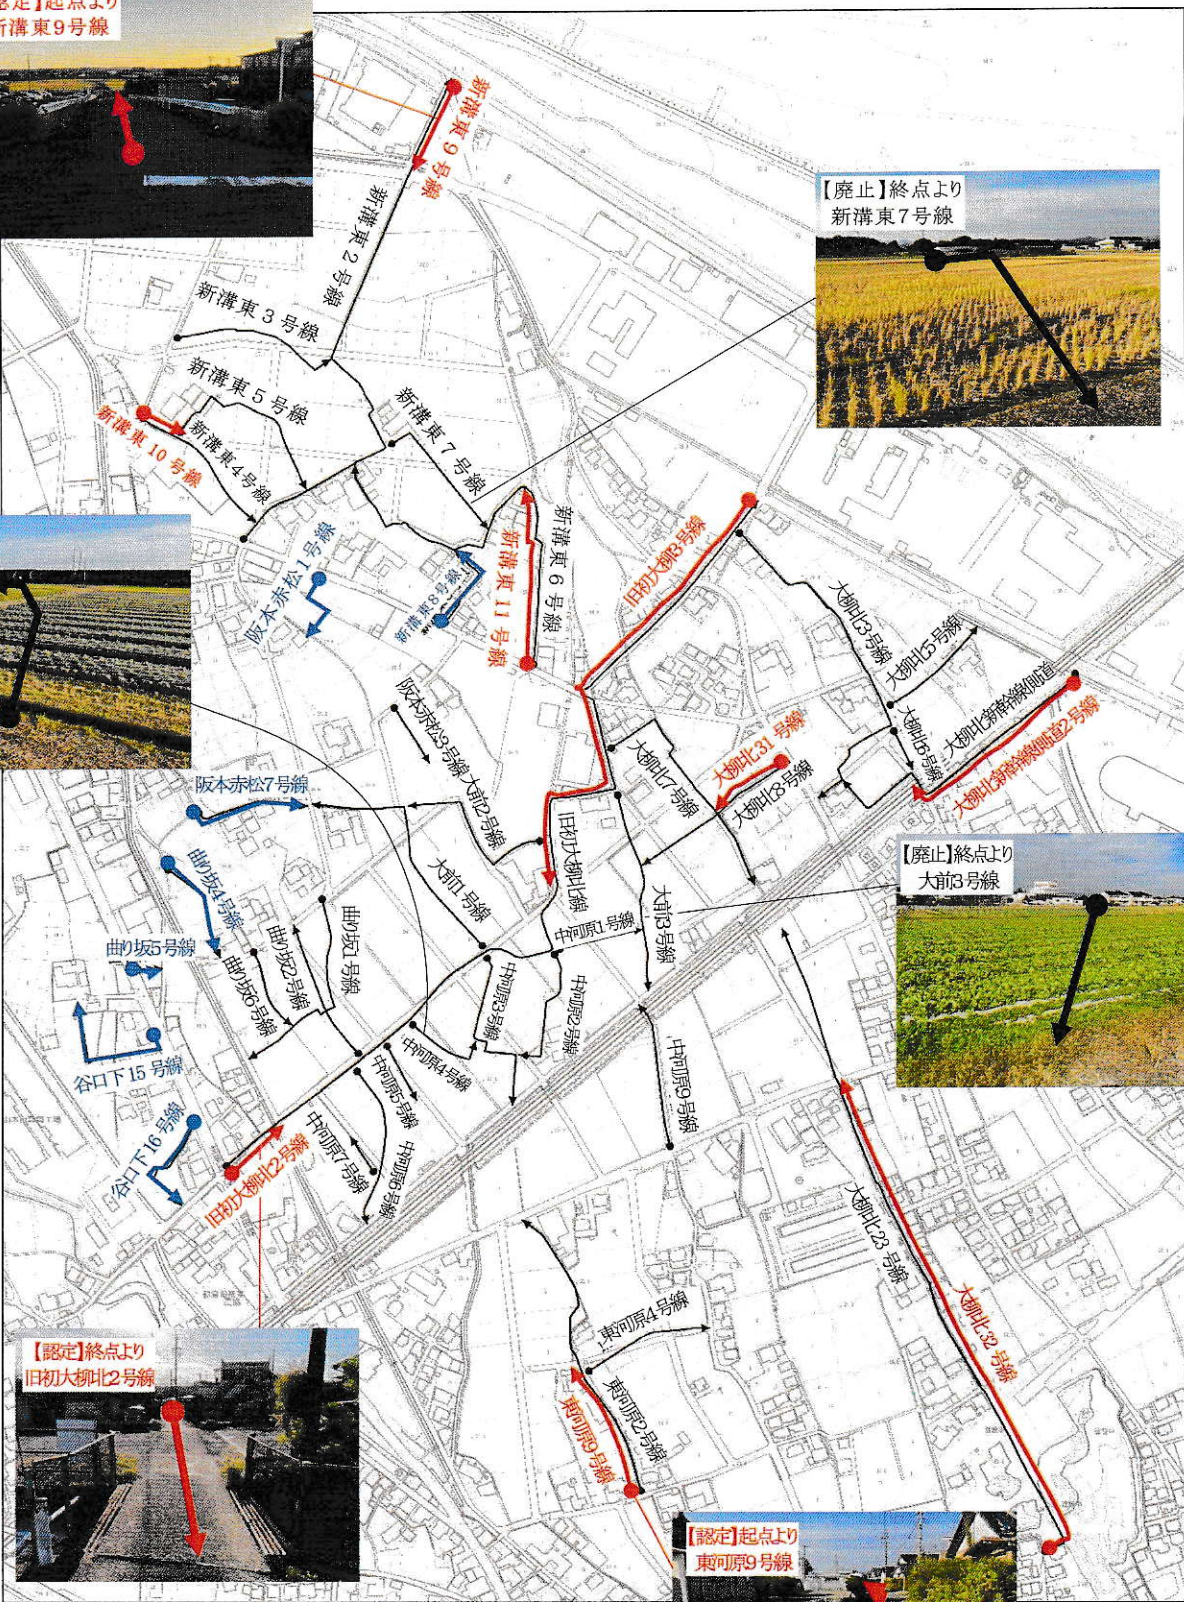 新溝東9号線
新溝東9号線
新溝東2号線
【廃止】終点より
新溝東7号線
新溝東3号線
新溝東5号線
新溝東7号線
新溝東10号線
新溝東4号線
新溝東6号線
新溝東11号線
新溝東8号線
阪本赤松1号線
旧初大柳3号線
大柳北3号線
大柳北5号線
大柳北6号線
大柳北新幹線側道
大柳北新幹線側道2号線
阪本赤松3号線
大前2号線
大柳北7号線
大柳北31号線
大柳北8号線
阪本赤松7号線
旧初大柳北線
【廃止】終点より
大前3号線
曲り坂4号線
大前1号線
大前3号線
曲り坂1号線
中河原1号線
曲り坂5号線
曲り坂2号線
曲り坂6号線
中河原3号線
中河原2号線
谷口下15号線
中河原4号線
中河原5号線
中河原9号線
谷口下16号線
中河原7号線
中河原6号線
旧初大柳北2号線
大柳北23号線
大柳北32号線
【認定】終点より
旧初大柳北2号線
東河原4号線
東河原2号線
東河原9号線
【認定】起点より
東河原9号線